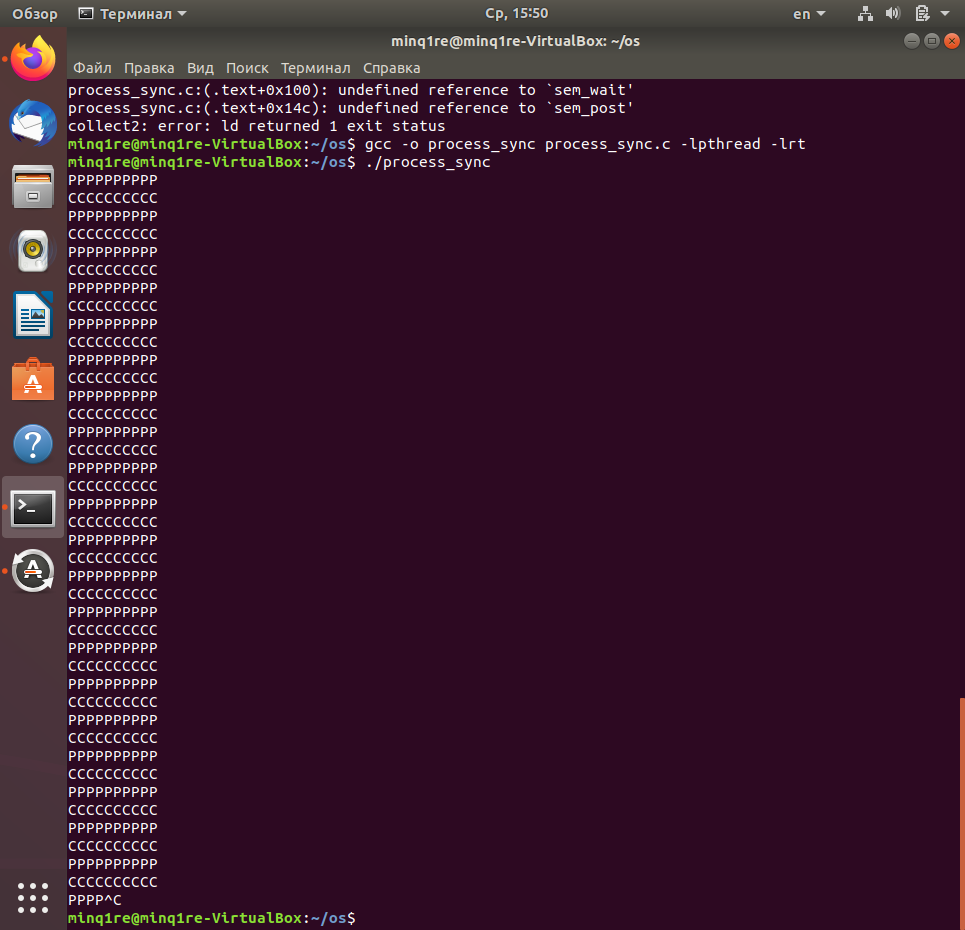 Обзор Терминал Ср, 15:50 en
minq1re@minq1re-VirtualBox: ~/os
Файл Правка Вид Поиск Терминал Справка
process_sync.c:(.text+0x100): undefined reference to `sem_wait'
process_sync.c:(.text+0x14c): undefined reference to `sem_post'
collect2: error: ld returned 1 exit status
minq1re@minq1re-VirtualBox:~/os$ gcc -o process_sync process_sync.c -lpthread -lrt
minq1re@minq1re-VirtualBox:~/os$ ./process_sync
PPPPPPPPPP
CCCCCCCCCC
PPPPPPPPPP
CCCCCCCCCC
PPPPPPPPPP
CCCCCCCCCC
PPPPPPPPPP
CCCCCCCCCC
PPPPPPPPPP
CCCCCCCCCC
PPPPPPPPPP
CCCCCCCCCC
PPPPPPPPPP
CCCCCCCCCC
PPPPPPPPPP
CCCCCCCCCC
PPPPPPPPPP
CCCCCCCCCC
PPPPPPPPPP
CCCCCCCCCC
PPPPPPPPPP
CCCCCCCCCC
PPPPPPPPPP
CCCCCCCCCC
PPPPPPPPPP
CCCCCCCCCC
PPPPPPPPPP
CCCCCCCCCC
PPPPPPPPPP
CCCCCCCCCC
PPPPPPPPPP
CCCCCCCCCC
PPPPPPPPPP
CCCCCCCCCC
PPPPPPPPPP
CCCCCCCCCC
PPPPPPPPPP
CCCCCCCCCC
PPPPPPPPPP
CCCCCCCCCC
PPPP^C
minq1re@minq1re-VirtualBox:~/os$